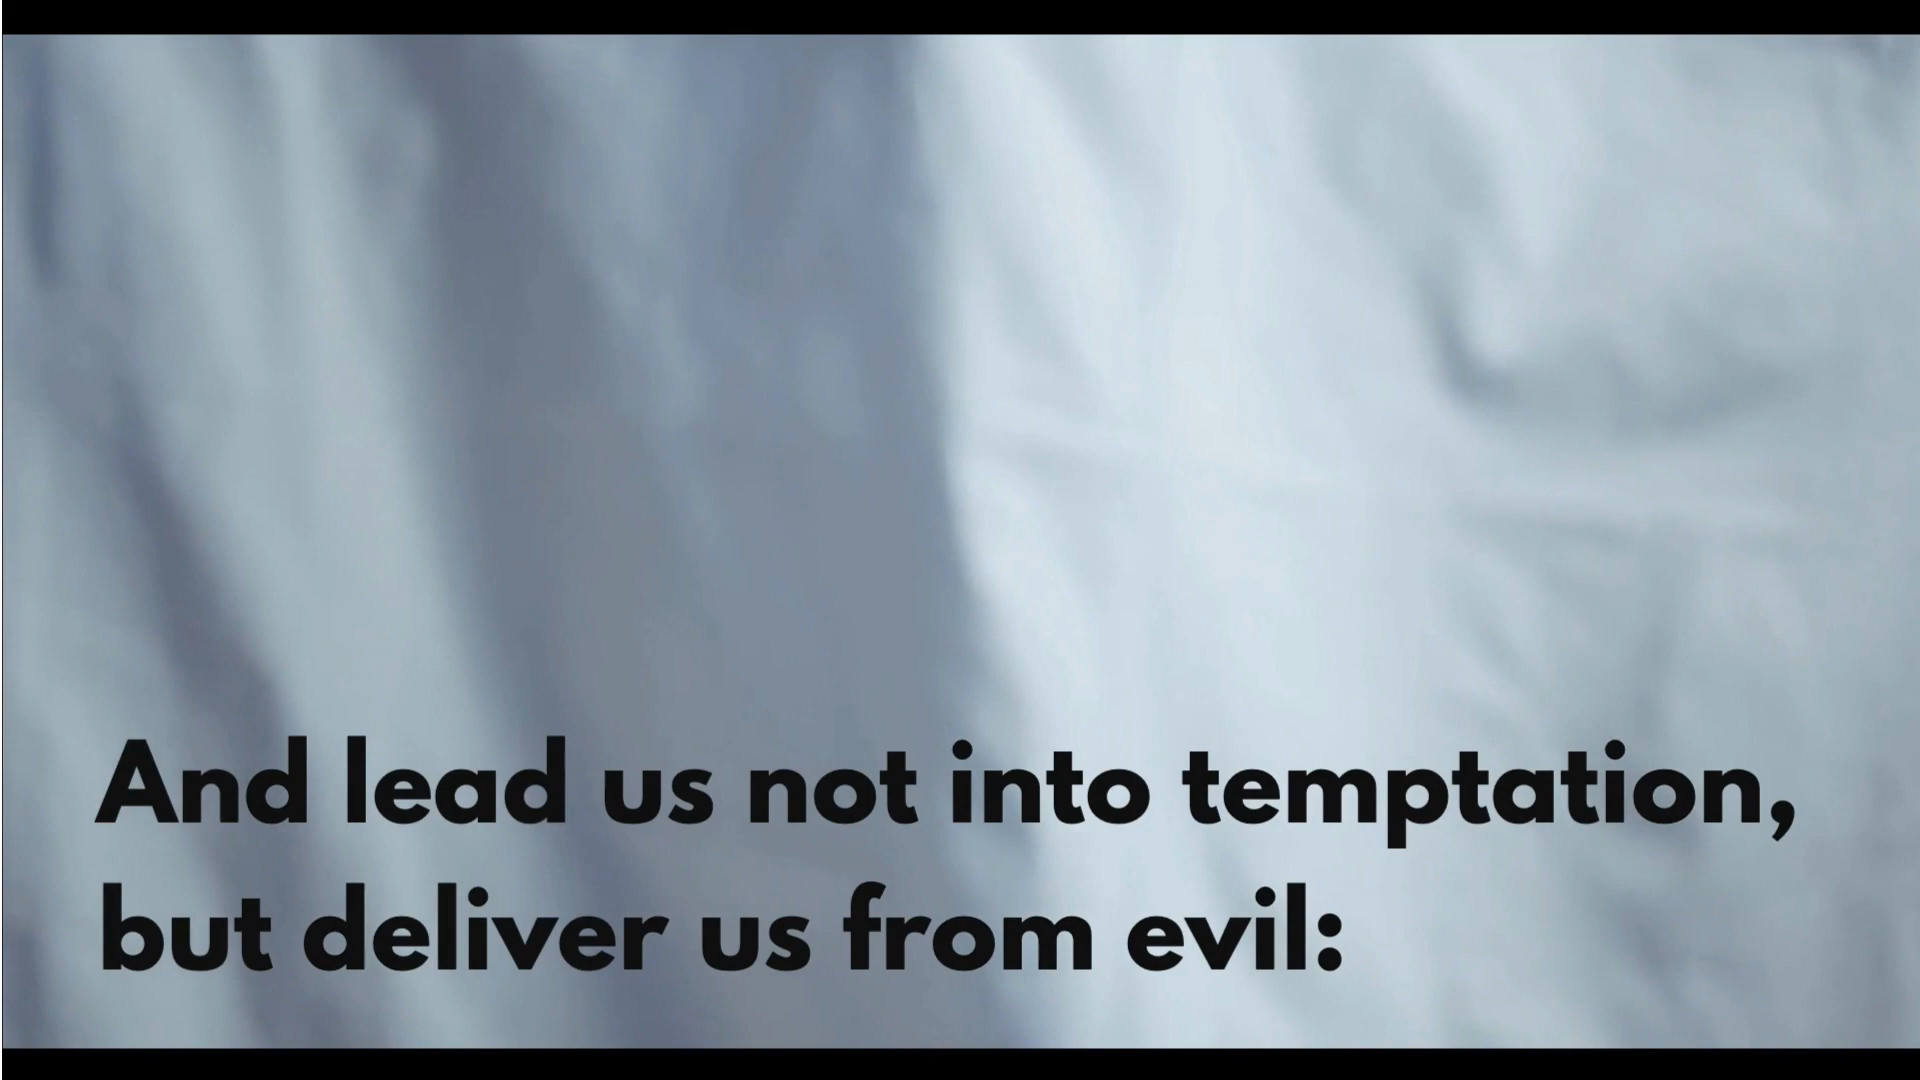 And lead us not into temptation,
but deliver us from evil: